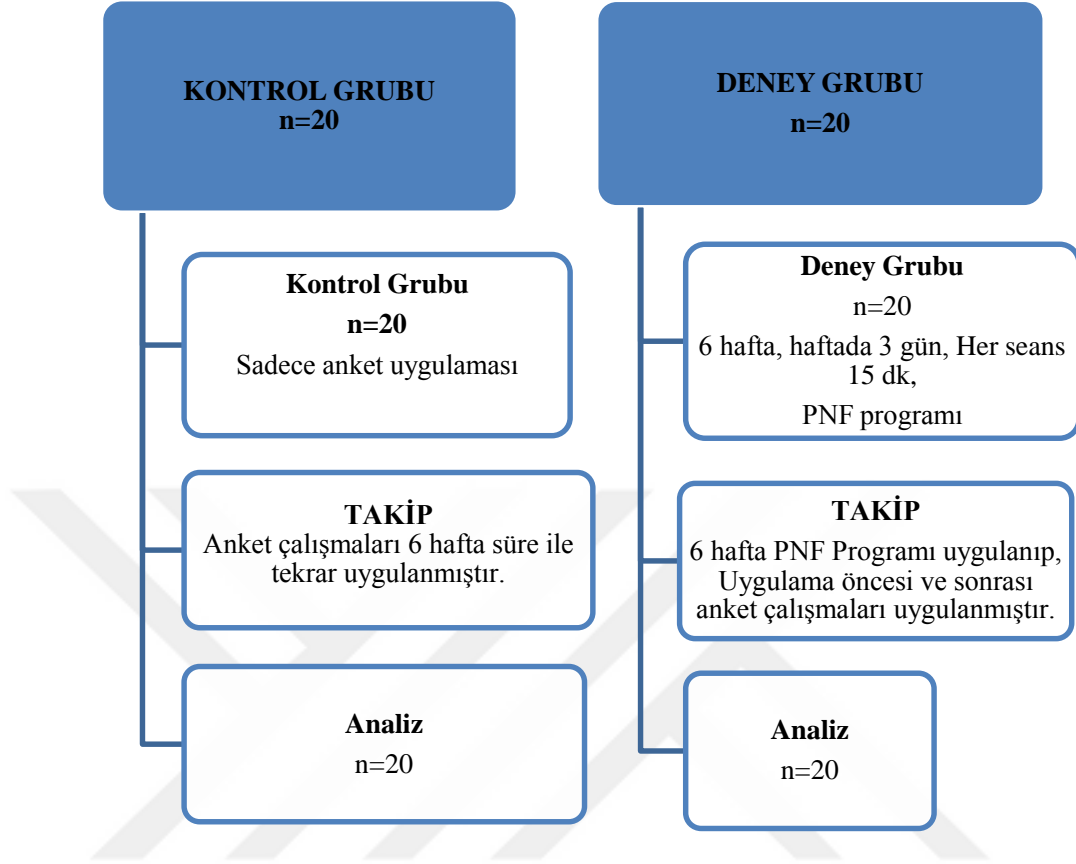 KONTROL GRUBU
n=20
Kontrol Grubu
n=20
Sadece anket uygulaması
TAKİP
Anket çalışmaları 6 hafta süre ile
tekrar uygulanmıştır.
Analiz
n=20
DENEY GRUBU
n=20
Deney Grubu
n=20
6 hafta, haftada 3 gün, Her seans
15 dk,
PNF programı
TAKİP
6 hafta PNF Programı uygulanıp,
Uygulama öncesi ve sonrası
anket çalışmaları uygulanmıştır.
Analiz
n=20